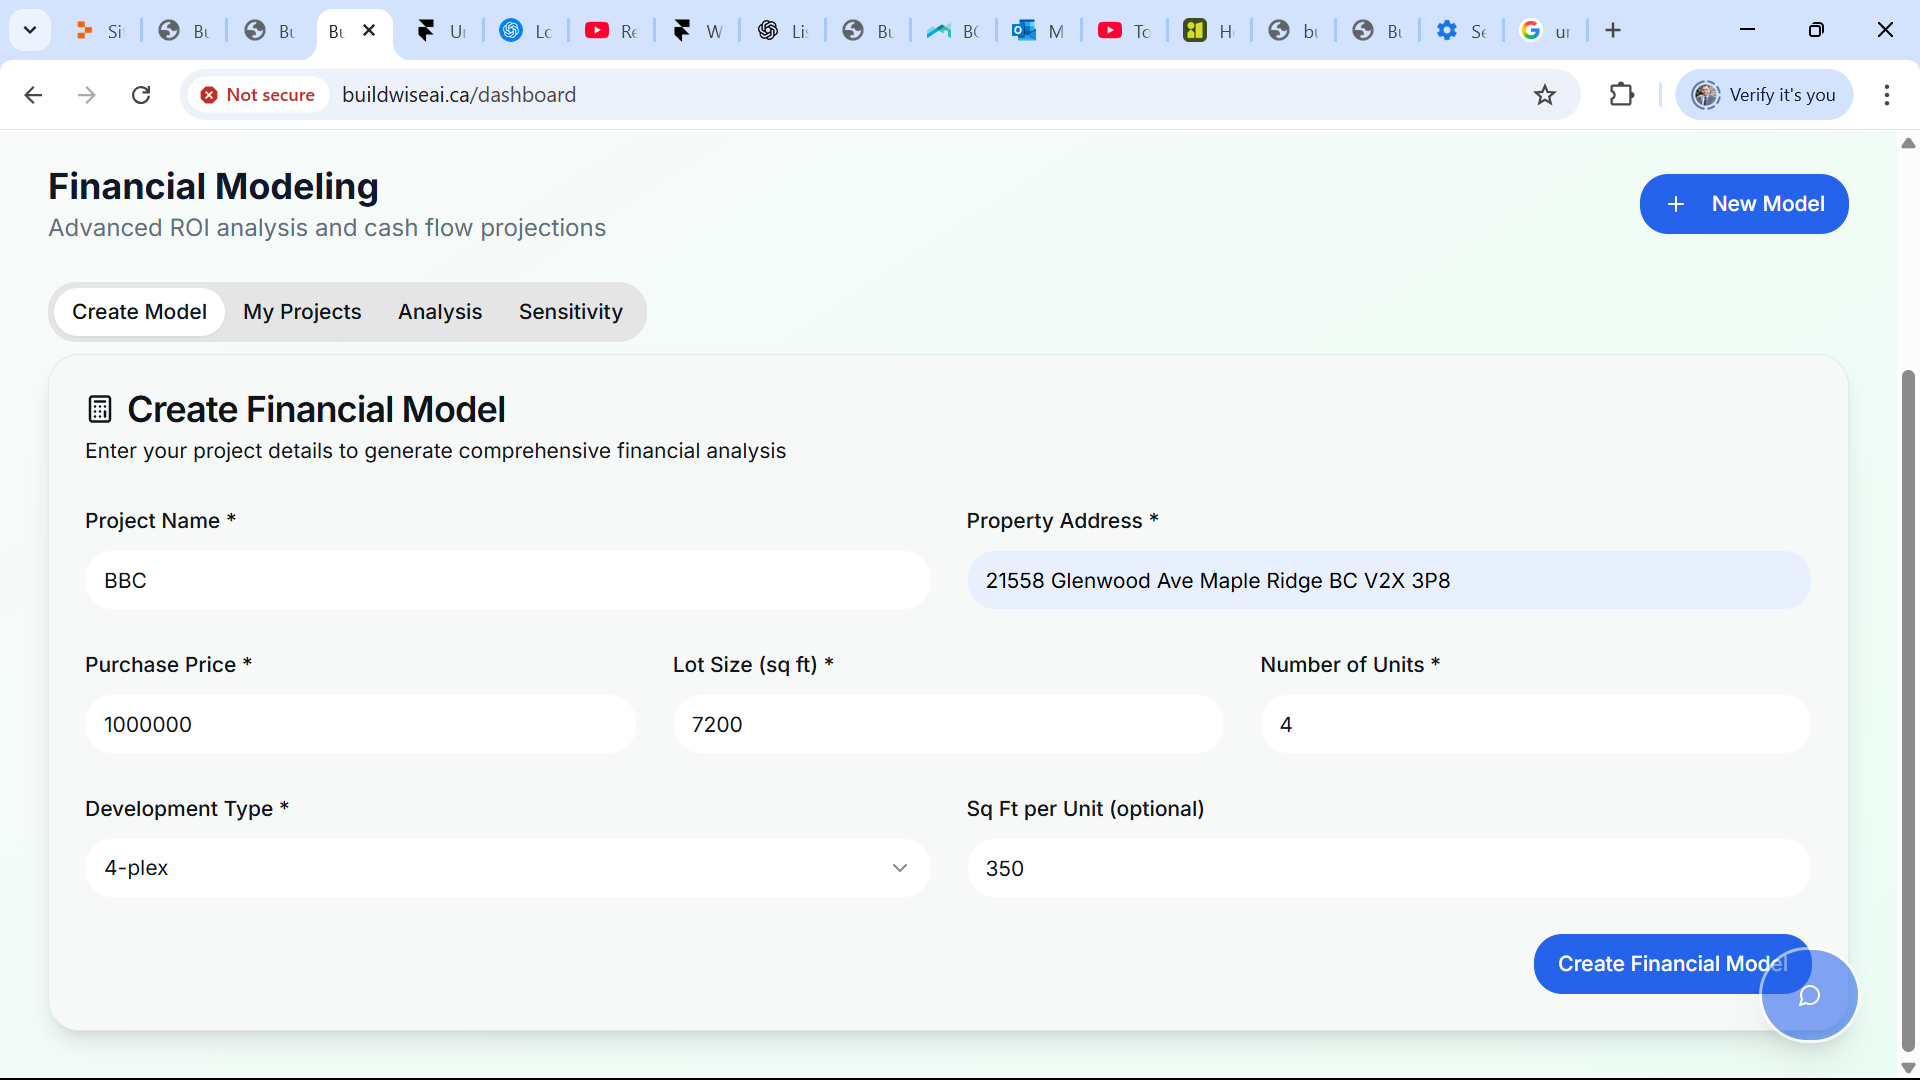 Si
Bu
Bu
Bu
Ur
Lo
Re
W
Lis
Bu
BC
M
To
H
bu
Bu
Se
ur
Not secure
buildwiseai.ca/dashboard
Verify it's you
Financial Modeling
Advanced ROI analysis and cash flow projections
+ New Model
Create Model
My Projects
Analysis
Sensitivity
Create Financial Model
Enter your project details to generate comprehensive financial analysis
Project Name *
Property Address *
BBC
21558 Glenwood Ave Maple Ridge BC V2X 3P8
Purchase Price *
Lot Size (sq ft) *
Number of Units *
1000000
7200
4
Development Type *
Sq Ft per Unit (optional)
4-plex
350
Create Financial Model